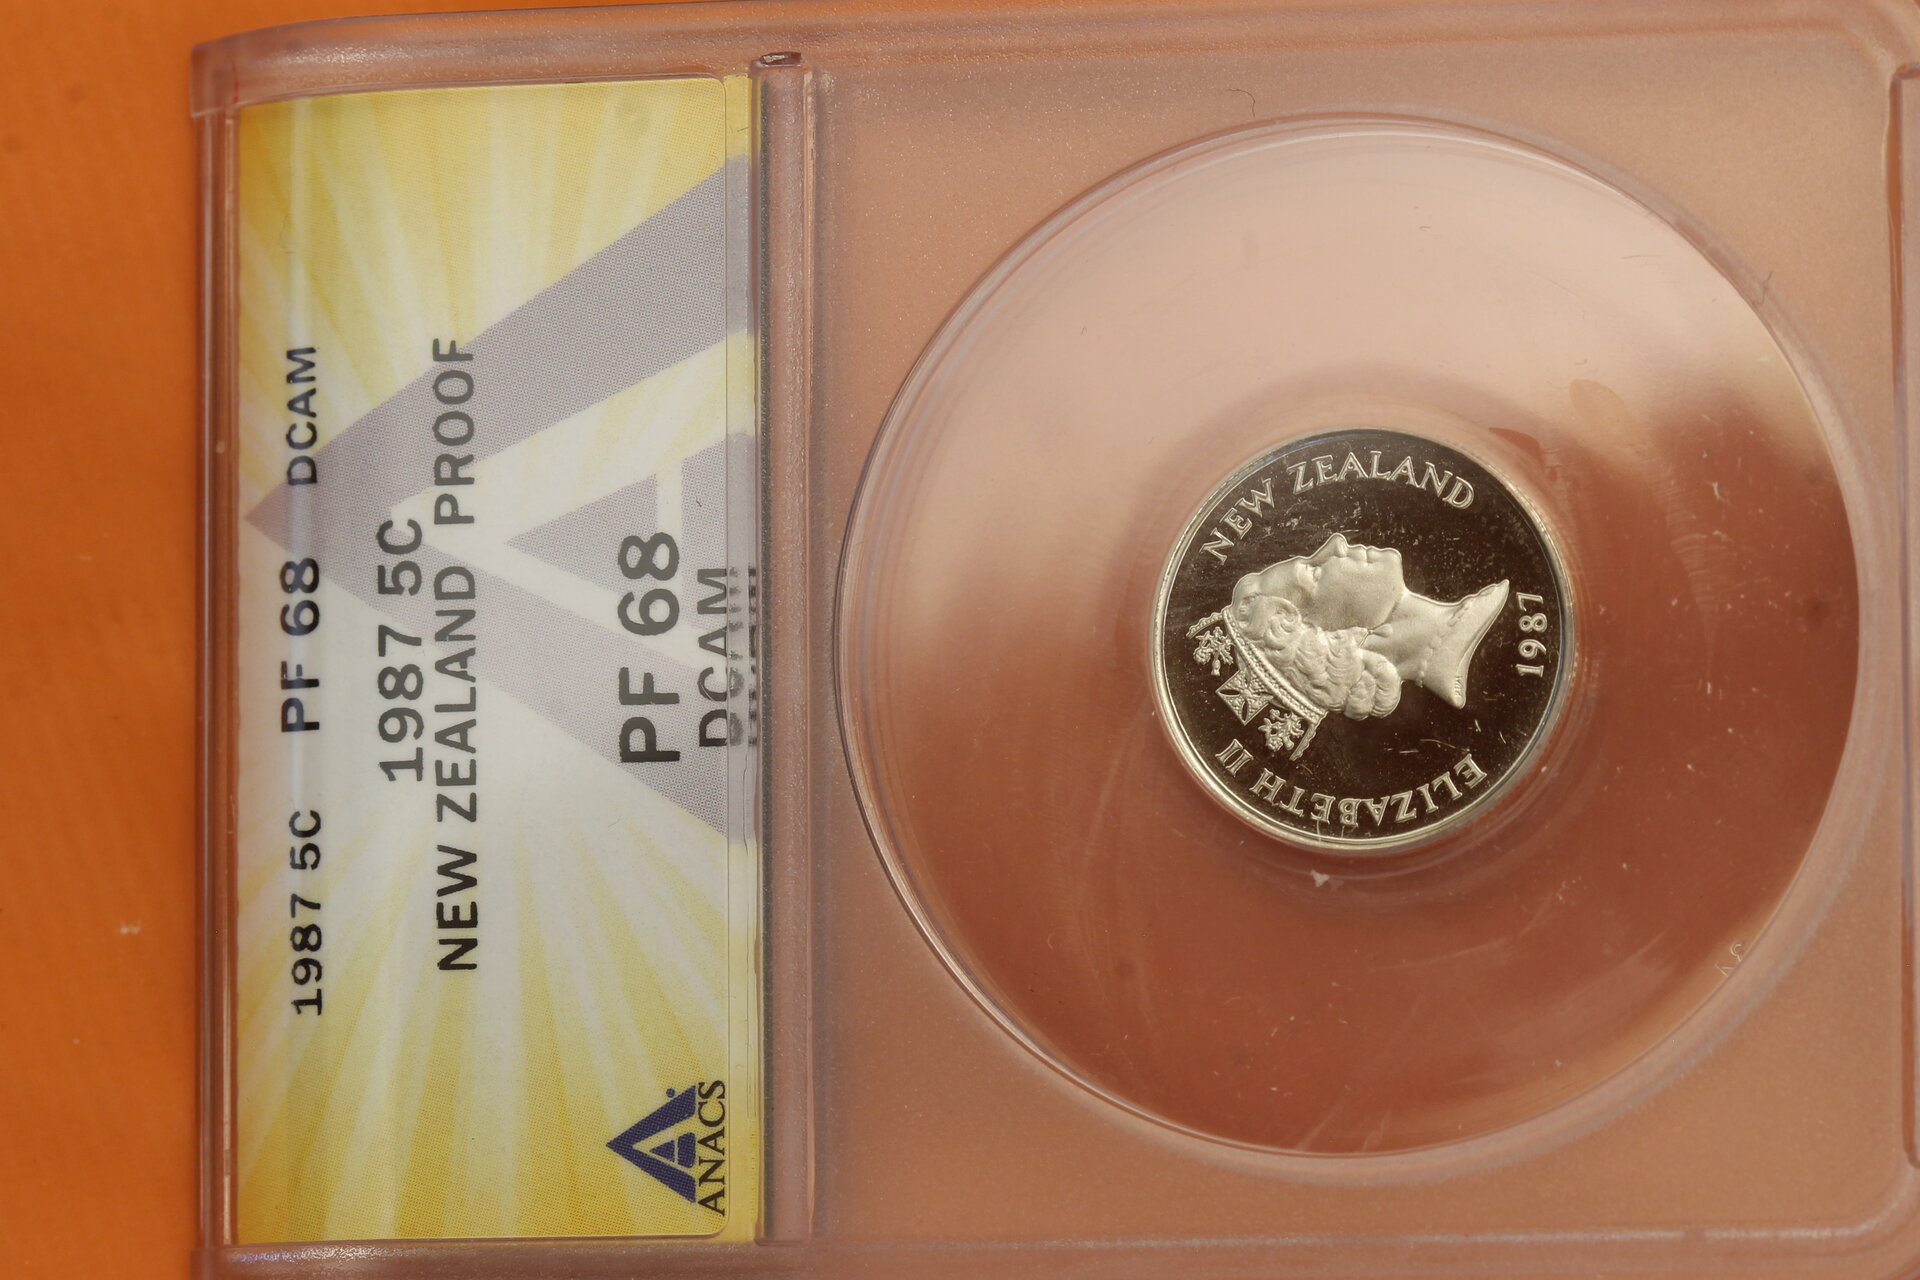 1987 5C PF 68 DCAM
1987 5C
NEW ZEALAND PROOF
PF 68
DCAM
ANACS
ELIZABETH II
NEW ZEALAND
1987